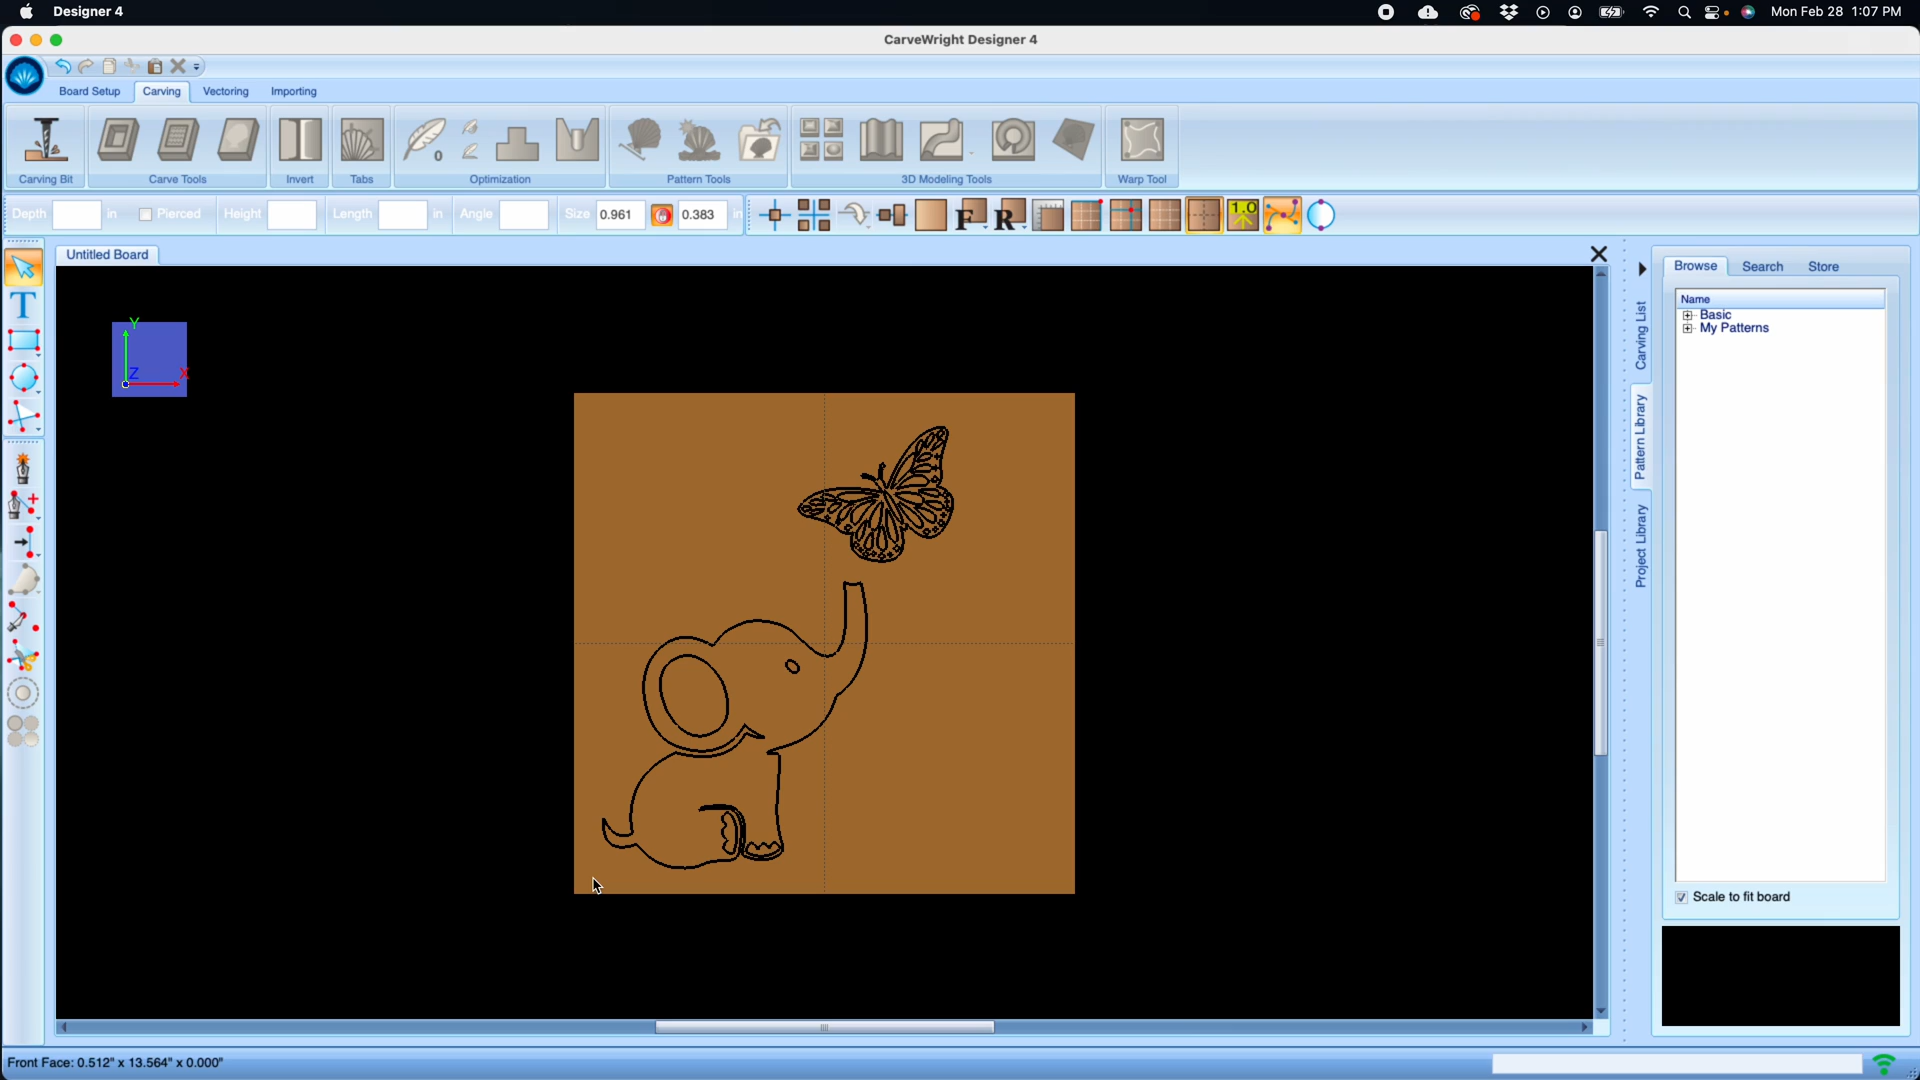 Designer 4
Mon Feb 28 1:07 PM
CarveWright Designer 4
Board Setup
Carving
Vectoring
Importing
0
Carving Bit
Carve Tools
Invert
Tabs
Optimization
Pattern Tools
3D Modeling Tools
Warp Tool
Depth in
Pierced
Height
Length in
Angle
Size 0.961 0.383 in
F
R
1.0
Untitled Board
T
Y
Z
X
Carving List
Pattern Library
Project Library
Browse
Search
Store
Name
Basic
My Patterns
Scale to fit board
Front Face: 0.512" x 13.564" x 0.000"